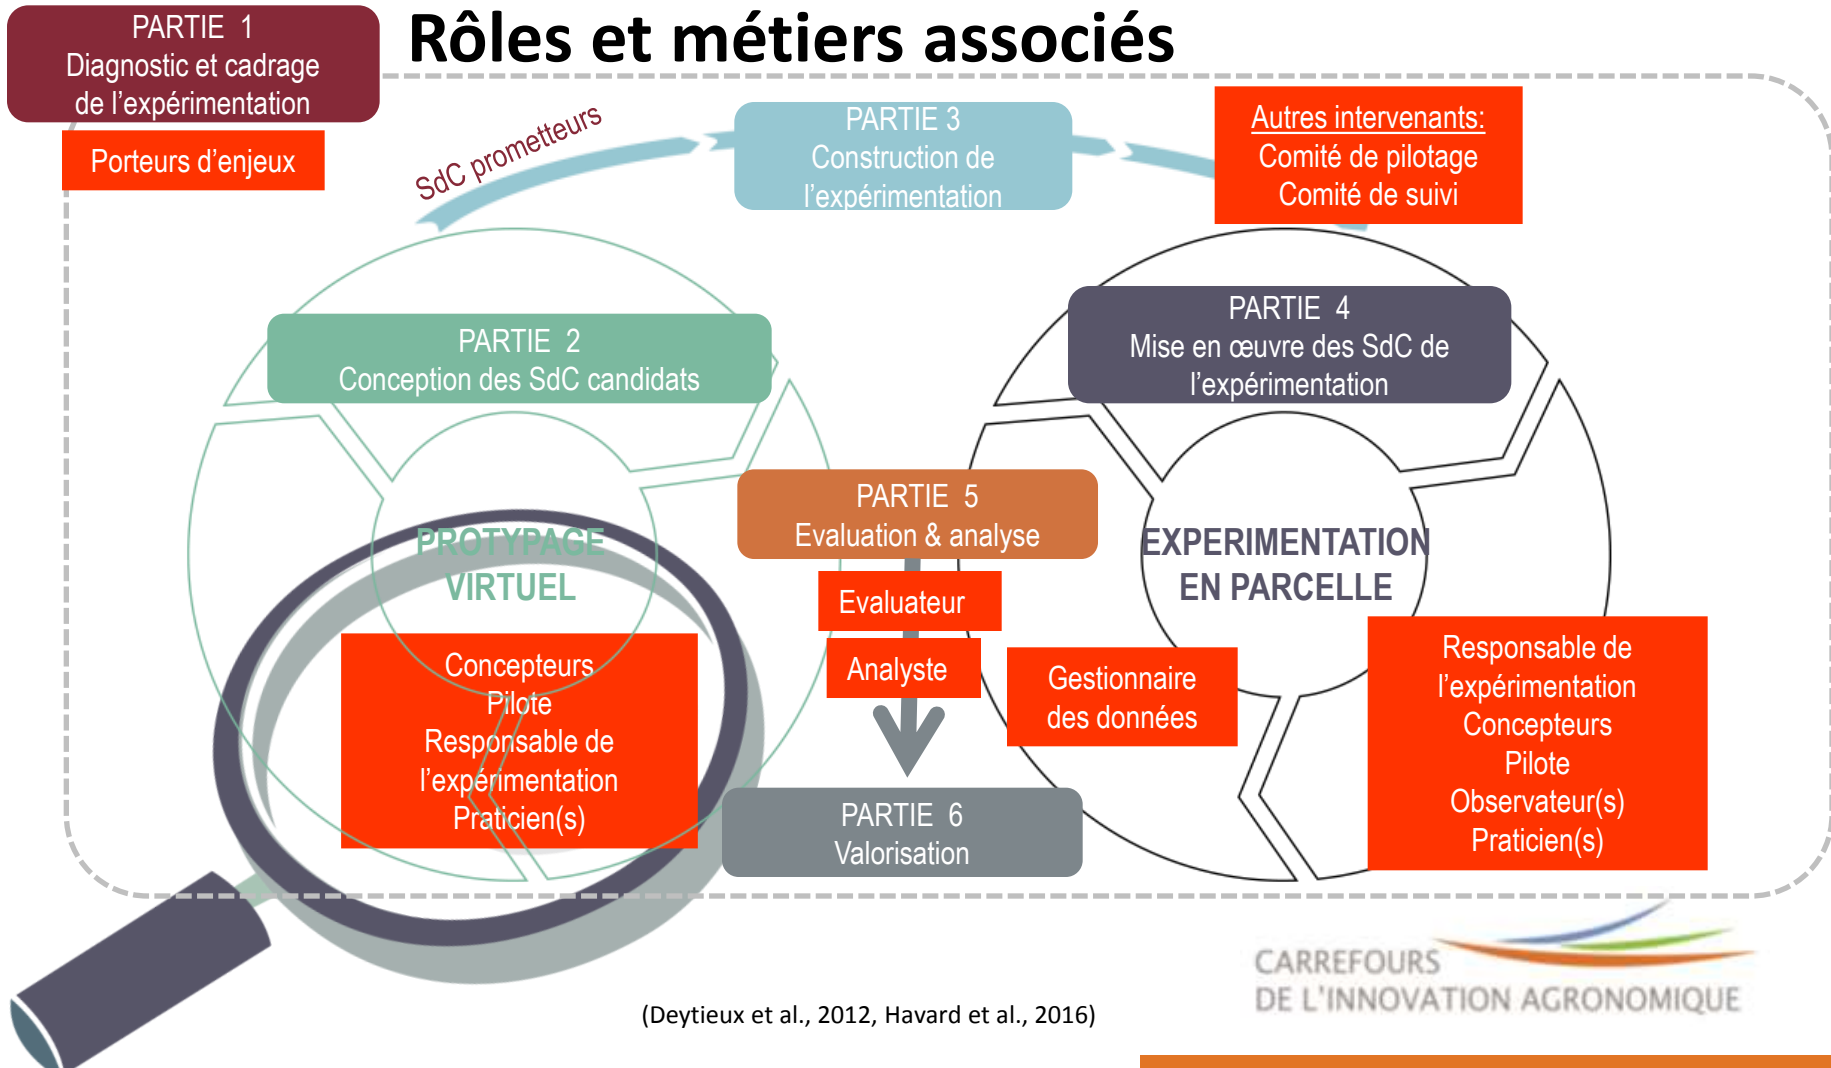 Rôles et métiers associés
PARTIE 1
Diagnostic et cadrage
de l'expérimentation
Porteurs d'enjeux
SdC prometteurs
PARTIE 3
Construction de
l'expérimentation
Autres intervenants:
Comité de pilotage
Comité de suivi
PARTIE 2
Conception des SdC candidats
PARTIE 4
Mise en œuvre des SdC de
l'expérimentation
PROTYPAGE
VIRTUEL
PARTIE 5
Evaluation & analyse
EXPERIMENTATION
EN PARCELLE
Evaluateur
Analyste
Concepteurs
Pilote
Responsable de
l'expérimentation
Praticien(s)
Gestionnaire
des données
Responsable de
l'expérimentation
Concepteurs
Pilote
Observateur(s)
Praticien(s)
PARTIE 6
Valorisation
CARREFOURS
DE L'INNOVATION AGRONOMIQUE
(Deytieux et al., 2012, Havard et al., 2016)